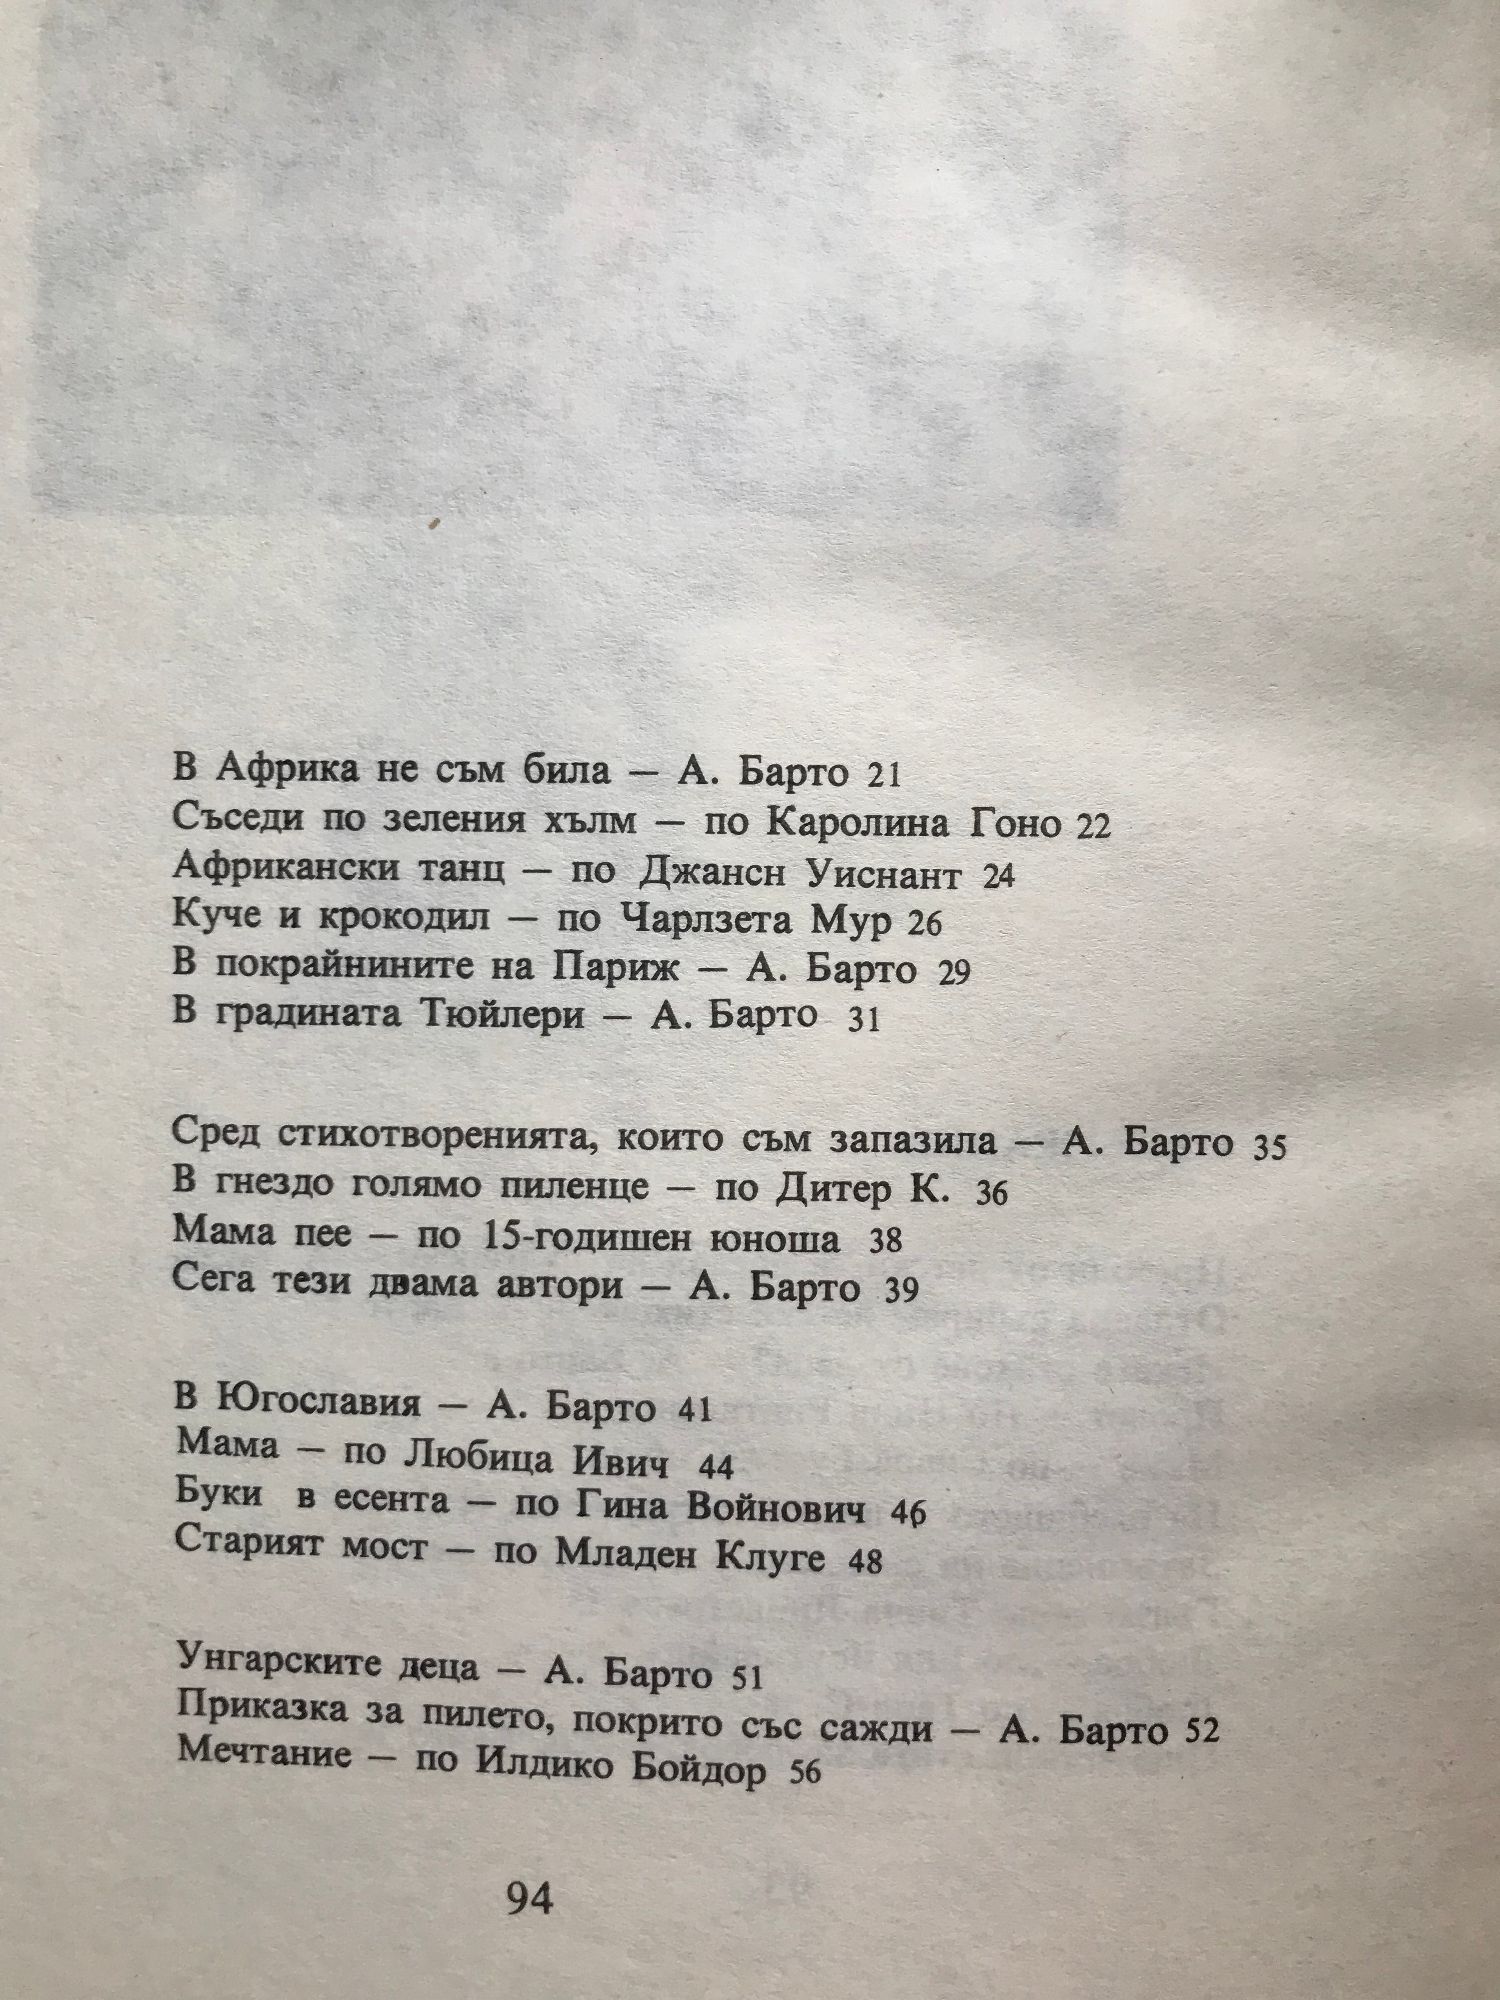 В Африка не съм била — А. Барто 21
Съседи по зеления хълм — по Каролина Гоно 22
Африкански танц — по Джансн Уиснант 24
Куче и крокодил — по Чарлзета Мур 26
В покрайнините на Париж — А. Барто 29
В градината Тюйлери — А. Барто 31
Сред стихотворенията, които съм запазила — А. Барто 35
В гнездо голямо пиленце — по Дитер К. 36
Мама пее — по 15-годишен юноша 38
Сега тези двама автори — А. Барто 39
В Югославия — А. Барто 41
Мама — по Любица Ивич 44
Буки в есента — по Гина Войнович 46
Старият мост — по Младен Клуге 48
Унгарските деца — А. Барто 51
Приказка за пилето, покрито със сажди — А. Барто 52
Мечтание — по Илдико Бойдор 56
94